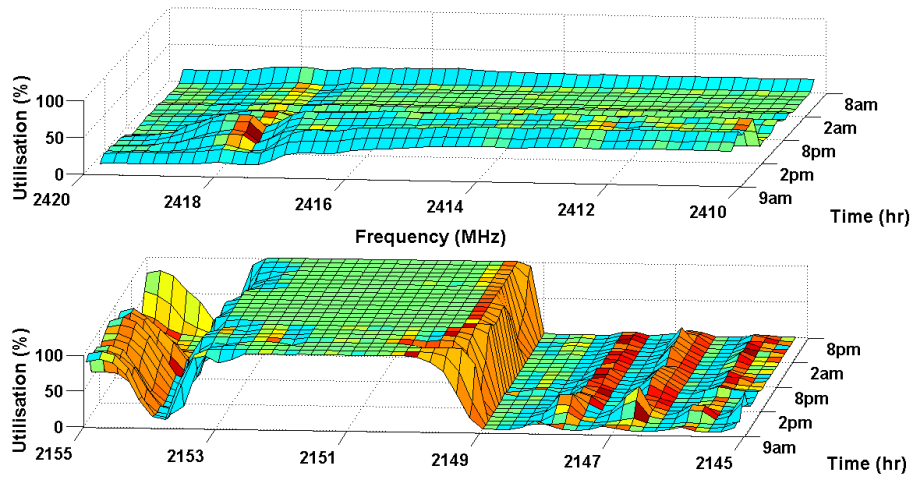 Utilisation (%)
100
50
0
2420
2418
2416
2414
2412
2410
8am
2am
8pm
2pm
9am
Time (hr)
Frequency (MHz)
Utilisation (%)
100
50
0
2155
2153
2151
2149
2147
2145
8pm
2am
8pm
2pm
9am
Time (hr)